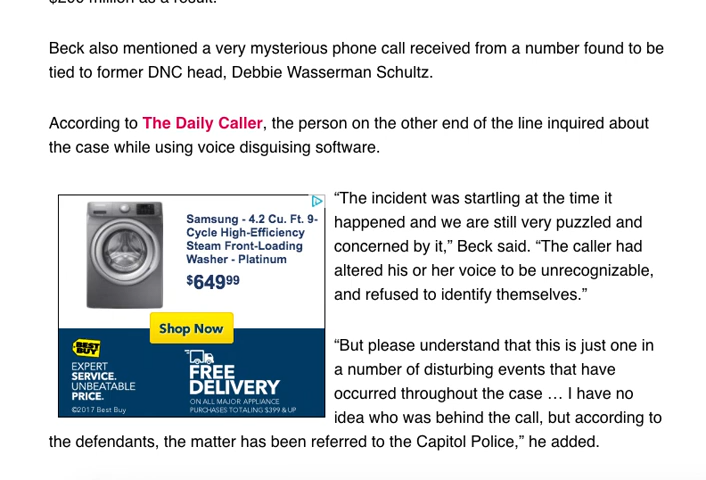 $200 million as a result.
Beck also mentioned a very mysterious phone call received from a number found to be
tied to former DNC head, Debbie Wasserman Schultz.
According to The Daily Caller, the person on the other end of the line inquired about
the case while using voice disguising software.
Samsung - 4.2 Cu. Ft. 9-
Cycle High-Efficiency
Steam Front-Loading
Washer - Platinum
$64999
Shop Now
BEST
BUY
EXPERT
SERVICE.
UNBEATABLE
PRICE.
©2017 Best Buy
FREE
DELIVERY
ON ALL MAJOR APPLIANCE
PURCHASES TOTALING $399 & UP
“The incident was startling at the time it
happened and we are still very puzzled and
concerned by it,” Beck said. “The caller had
altered his or her voice to be unrecognizable,
and refused to identify themselves.”
“But please understand that this is just one in
a number of disturbing events that have
occurred throughout the case … I have no
idea who was behind the call, but according to
the defendants, the matter has been referred to the Capitol Police,” he added.